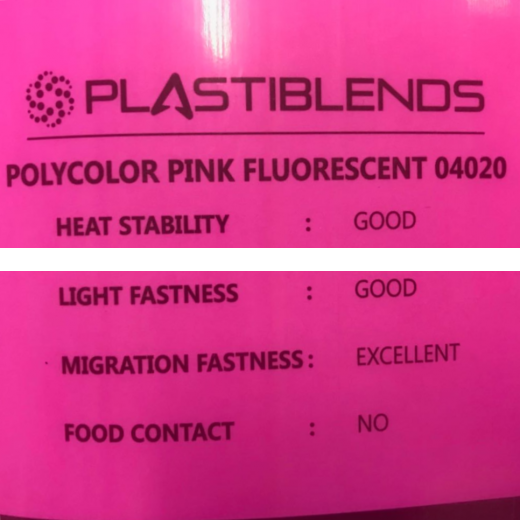 PLASTIBLENDS
POLYCOLOR PINK FLUORESCENT 04020
HEAT STABILITY : GOOD
LIGHT FASTNESS : GOOD
MIGRATION FASTNESS : EXCELLENT
FOOD CONTACT : NO